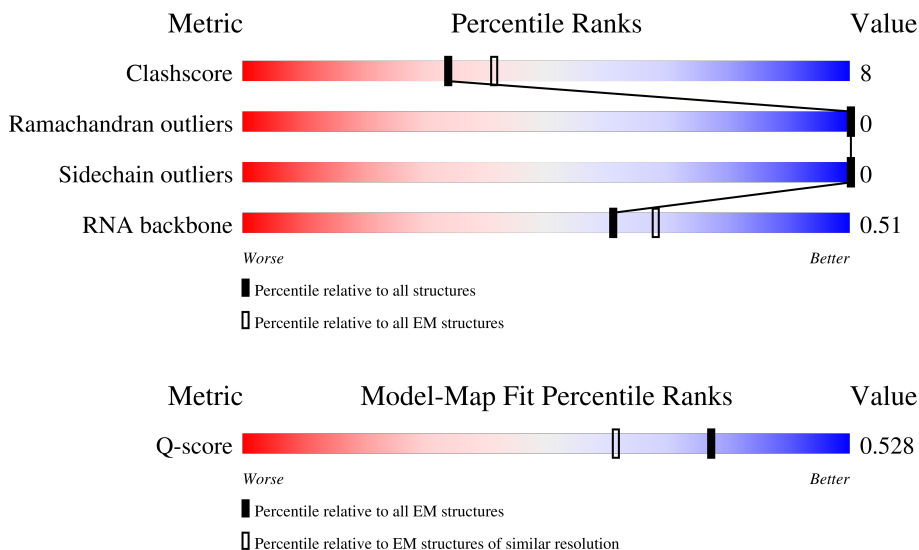 Metric Percentile Ranks Value
Clashscore 8
Ramachandran outliers 0
Sidechain outliers 0
RNA backbone 0.51
Worse Better
Percentile relative to all structures
Percentile relative to all EM structures
Metric Model-Map Fit Percentile Ranks Value
Q-score 0.528
Worse Better
Percentile relative to all EM structures
Percentile relative to EM structures of similar resolution